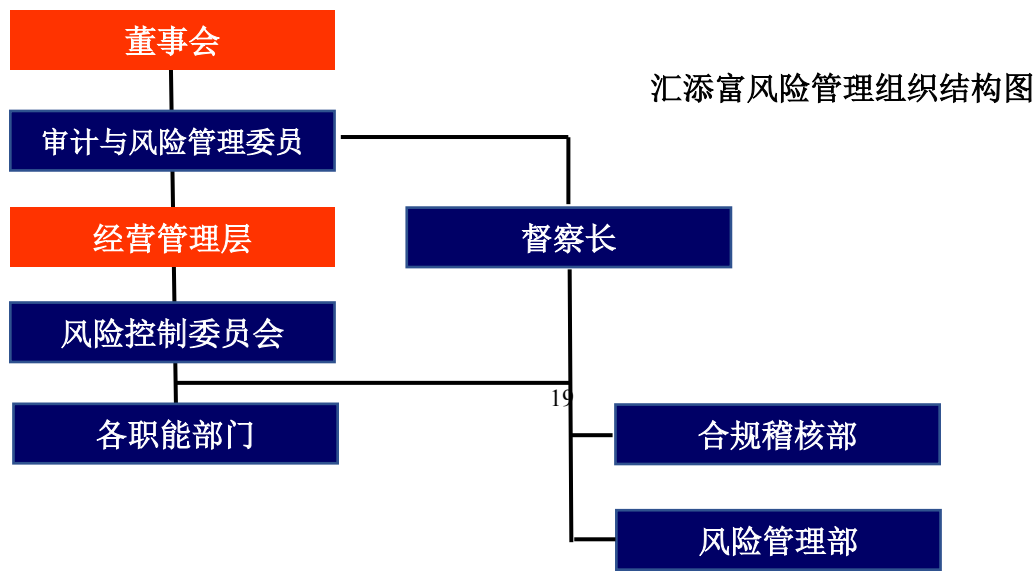 董事会
汇添富风险管理组织结构图
审计与风险管理委员
经营管理层
督察长
风险控制委员会
19
各职能部门
合规稽核部
风险管理部